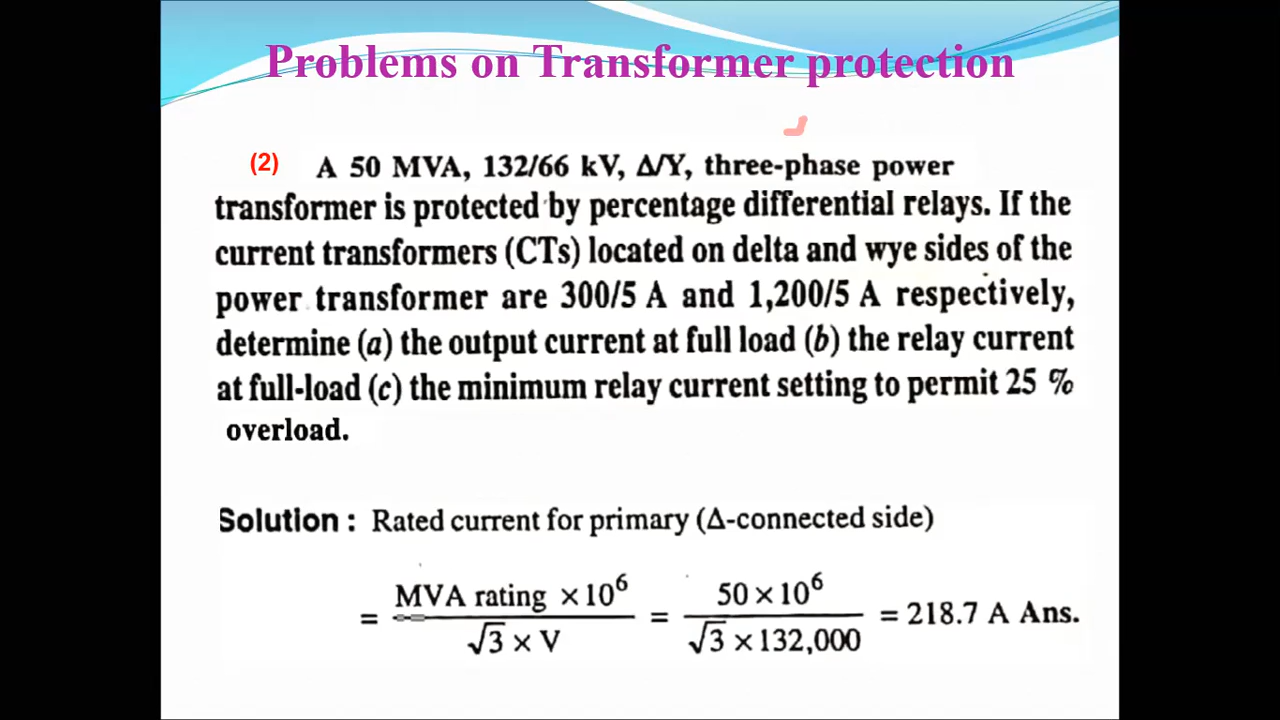 Problems on Transformer protection
(2) A 50 MVA, 132/66 kV, Δ/Y, three-phase power
transformer is protected by percentage differential relays. If the
current transformers (CTs) located on delta and wye sides of the
power transformer are 300/5 A and 1,200/5 A respectively,
determine (a) the output current at full load (b) the relay current
at full-load (c) the minimum relay current setting to permit 25 %
overload.
Solution : Rated current for primary (Δ-connected side)
= MVA rating × 10⁶ / √3 × V = 50 × 10⁶ / √3 × 132,000 = 218.7 A Ans.